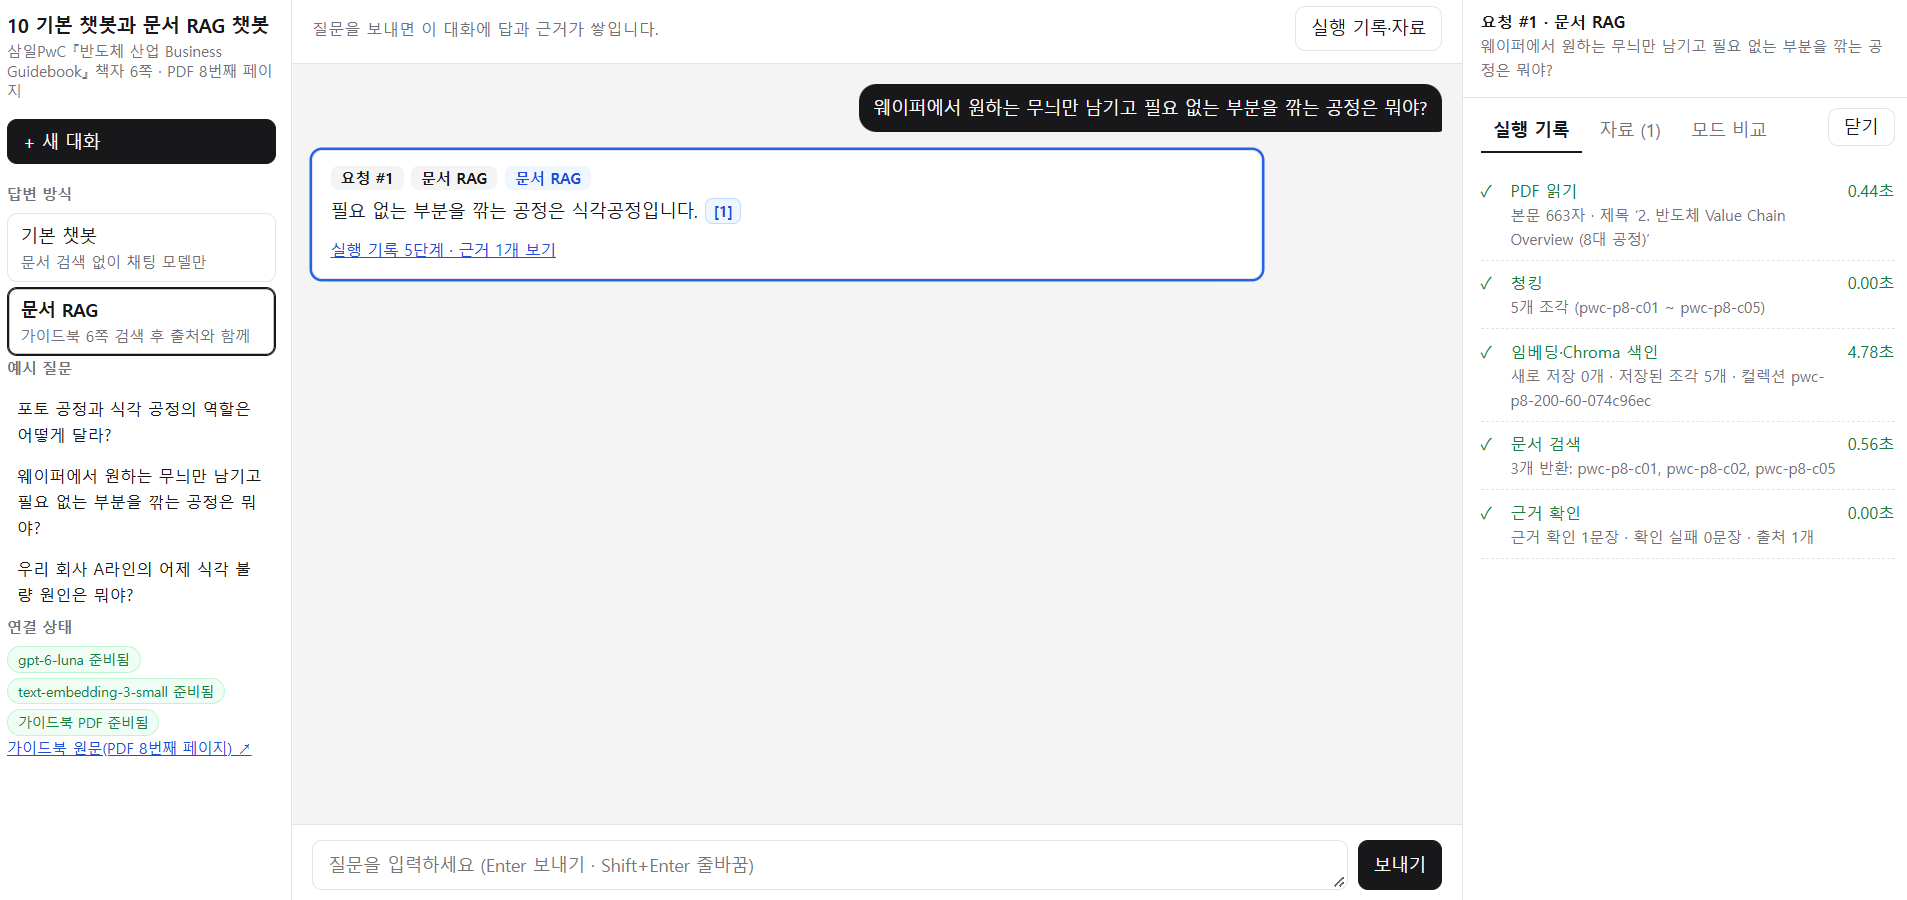 10 기본 챗봇과 문서 RAG 챗봇
삼일PwC 『반도체 산업 Business
Guidebook』 책자 6쪽 · PDF 8번째 페이
지
+ 새 대화
답변 방식
기본 챗봇
문서 검색 없이 채팅 모델만
문서 RAG
가이드북 6쪽 검색 후 출처와 함께
예시 질문
포토 공정과 식각 공정의 역할은
어떻게 달라?
웨이퍼에서 원하는 무늬만 남기고
필요 없는 부분을 깎는 공정은 뭐
야?
우리 회사 A라인의 어제 식각 불
량 원인은 뭐야?
연결 상태
gpt-6-luna 준비됨
text-embedding-3-small 준비됨
가이드북 PDF 준비됨
가이드북 원문(PDF 8번째 페이지) ↗
질문을 보내면 이 대화에 답과 근거가 쌓입니다.
실행 기록·자료
웨이퍼에서 원하는 무늬만 남기고 필요 없는 부분을 깎는 공정은 뭐야?
요청 #1 문서 RAG 문서 RAG
필요 없는 부분을 깎는 공정은 식각공정입니다. [1]
실행 기록 5단계 · 근거 1개 보기
질문을 입력하세요 (Enter 보내기 · Shift+Enter 줄바꿈)
보내기
요청 #1 · 문서 RAG
웨이퍼에서 원하는 무늬만 남기고 필요 없는 부분을 깎는 공
정은 뭐야?
실행 기록 자료 (1) 모드 비교 닫기
✓ PDF 읽기 0.44초
본문 663자 · 제목 ‘2. 반도체 Value Chain
Overview (8대 공정)’
✓ 청킹 0.00초
5개 조각 (pwc-p8-c01 ~ pwc-p8-c05)
✓ 임베딩·Chroma 색인 4.78초
새로 저장 0개 · 저장된 조각 5개 · 컬렉션 pwc-
p8-200-60-074c96ec
✓ 문서 검색 0.56초
3개 반환: pwc-p8-c01, pwc-p8-c02, pwc-p8-c05
✓ 근거 확인 0.00초
근거 확인 1문장 · 확인 실패 0문장 · 출처 1개